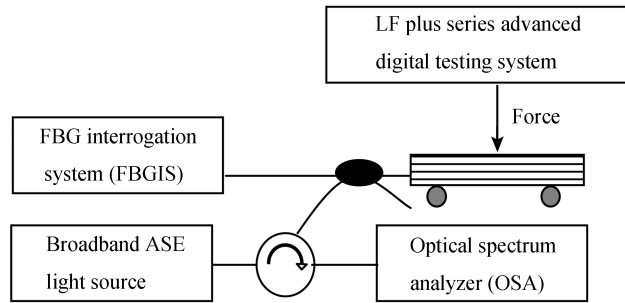 LF plus series advanced
digital testing system
Force
FBG interrogation
system (FBGIS)
Broadband ASE
light source
Optical spectrum
analyzer (OSA)